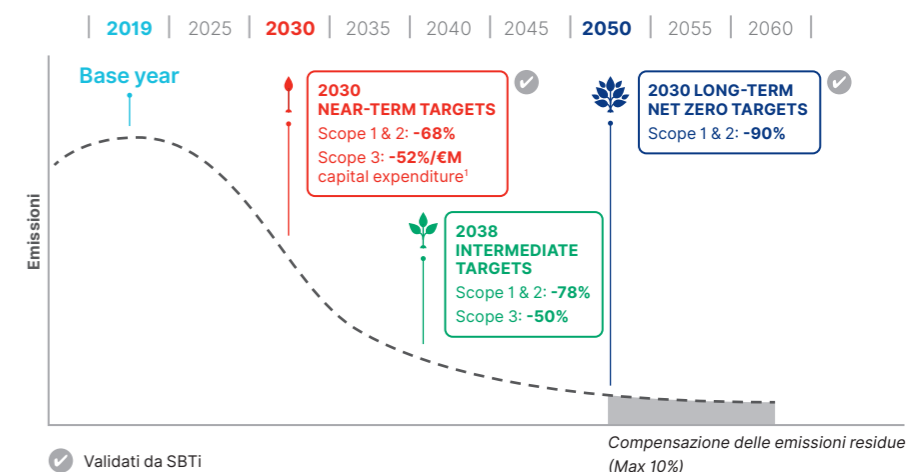 2019 2025 2030 2035 2040 2045 2050 2055 2060
Base year
2030
NEAR-TERM TARGETS
Scope 1 & 2: -68%
Scope 3: -52%/€M
capital expenditure¹
2030 LONG-TERM
NET ZERO TARGETS
Scope 1 & 2: -90%
2038
INTERMEDIATE
TARGETS
Scope 1 & 2: -78%
Scope 3: -50%
Emissioni
Validati da SBTi
Compensazione delle emissioni residue
(Max 10%)